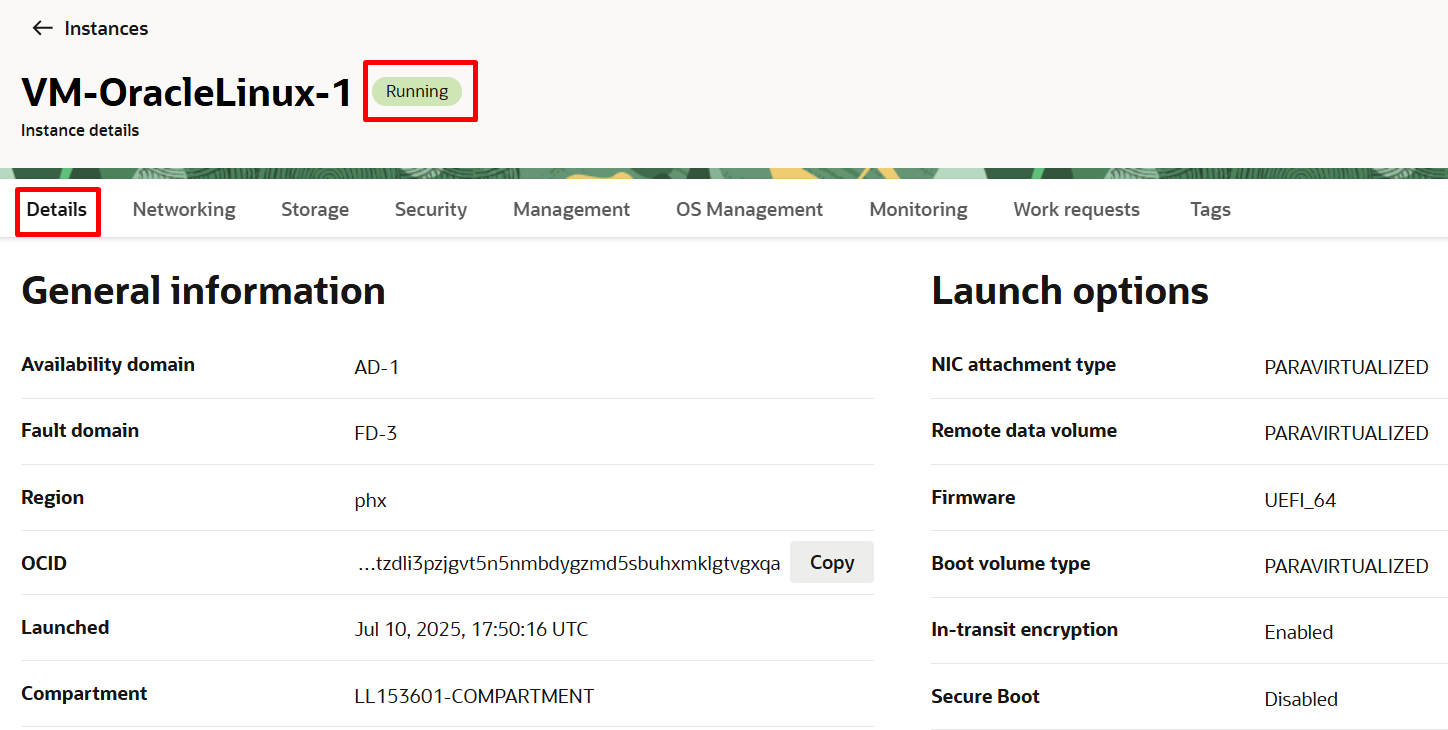 ← Instances
VM-OracleLinux-1 Running
Instance details
Details Networking Storage Security Management OS Management Monitoring Work requests Tags
General information
Availability domain AD-1
Fault domain FD-3
Region phx
OCID ...tzdli3pzjgvt5n5nmbdygzmd5sbuhxmklgtvgxqa Copy
Launched Jul 10, 2025, 17:50:16 UTC
Compartment LL153601-COMPARTMENT
Launch options
NIC attachment type PARAVIRTUALIZED
Remote data volume PARAVIRTUALIZED
Firmware UEFI_64
Boot volume type PARAVIRTUALIZED
In-transit encryption Enabled
Secure Boot Disabled